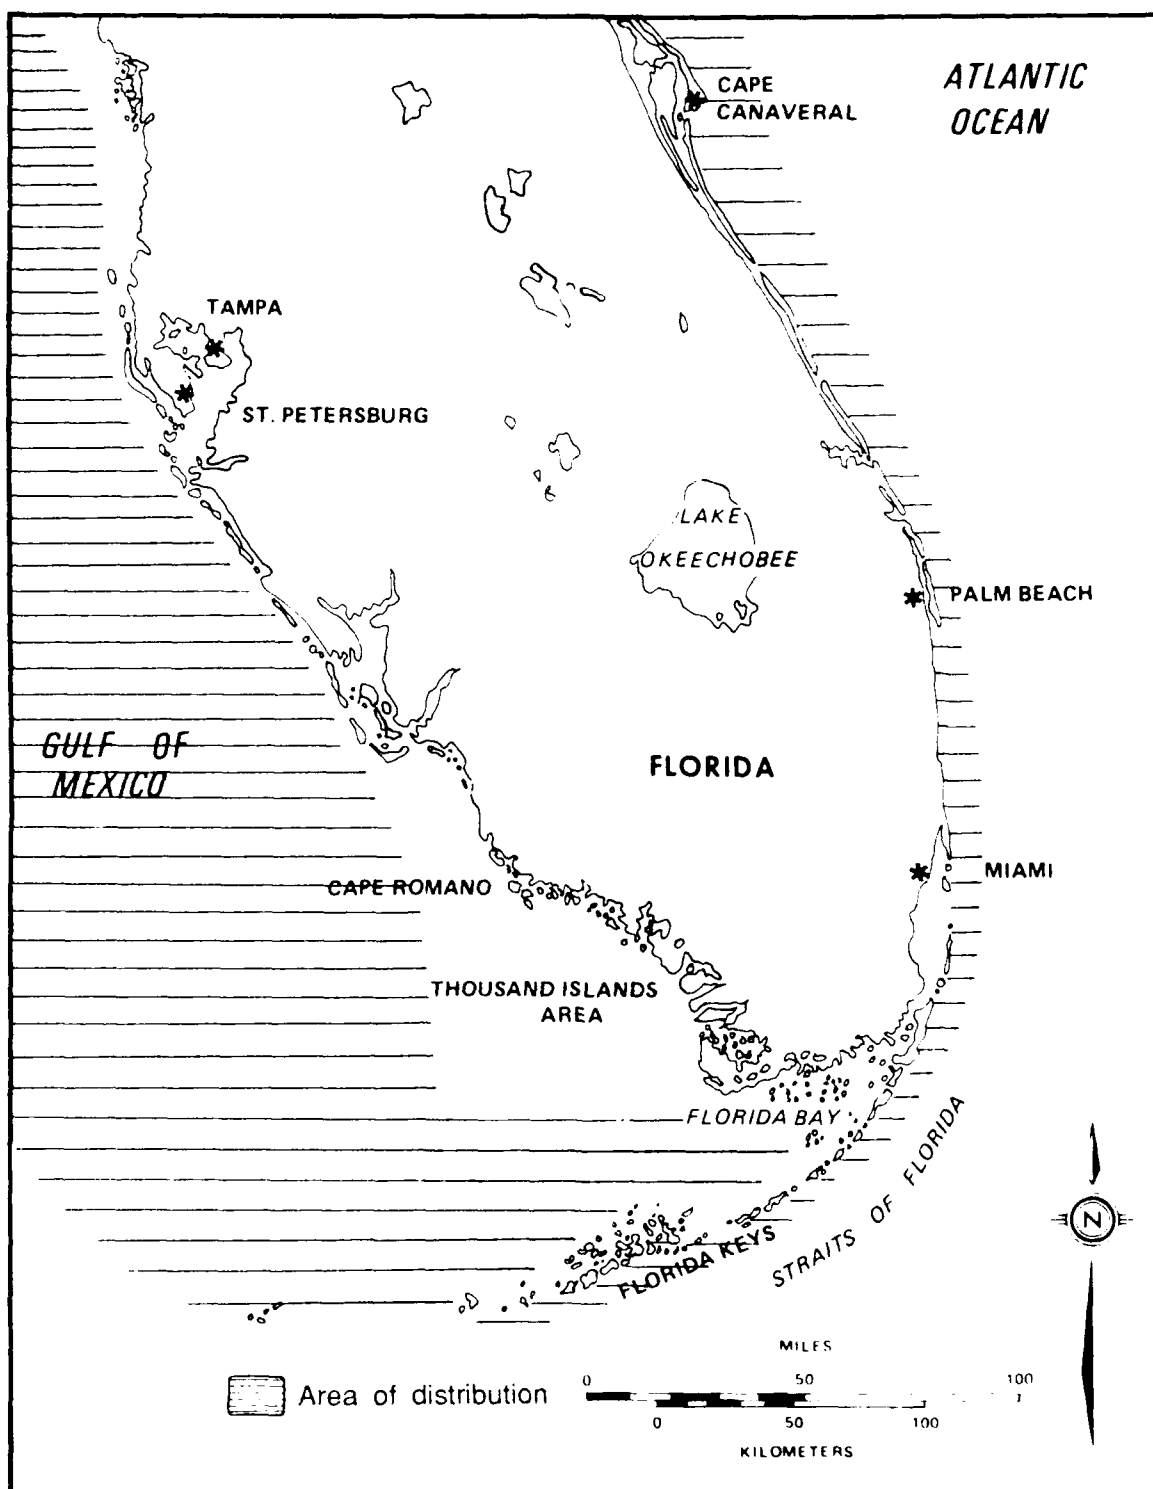 ATLANTIC
OCEAN
CAPE
CANAVERAL
TAMPA
ST. PETERSBURG
LAKE
OKEECHOBEE
PALM BEACH
GULF OF
MEXICO
FLORIDA
MIAMI
CAPE ROMANO
THOUSAND ISLANDS
AREA
FLORIDA BAY
STRAITS OF FLORIDA
FLORIDA KEYS
N
MILES
0 50 100
Area of distribution
0 50 100
KILOMETERS